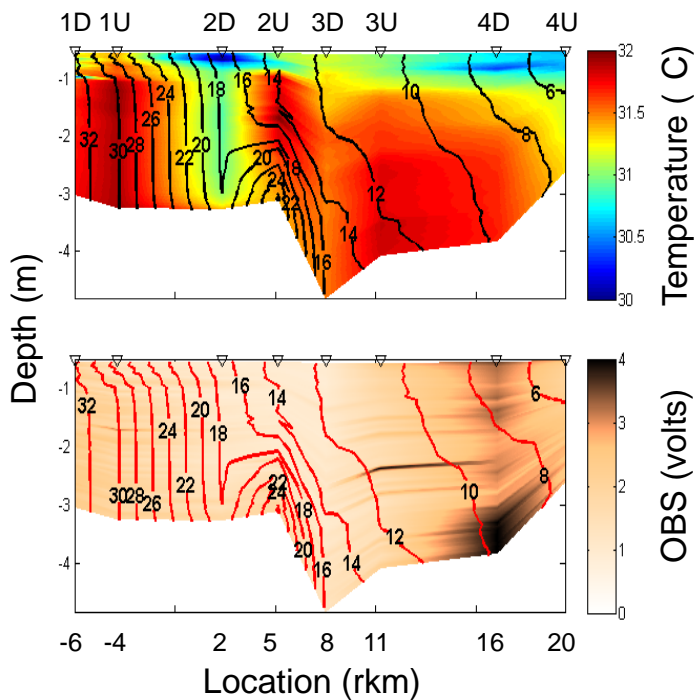 1D 1U 2D 2U 3D 3U 4D 4U
32 30 28 26 24 22 20 18 16 14 20 18 24 22 16 14 12 10 8 6
-1
-2
-3
-4
32
31.5
31
30.5
30
Temperature ( C)
Depth (m)
32 30 28 26 24 22 20 18 16 14 22 24 18 20 16 14 12 10 8 6
-1
-2
-3
-4
4
3
2
1
0
OBS (volts)
-6 -4 2 5 8 11 16 20
Location (rkm)